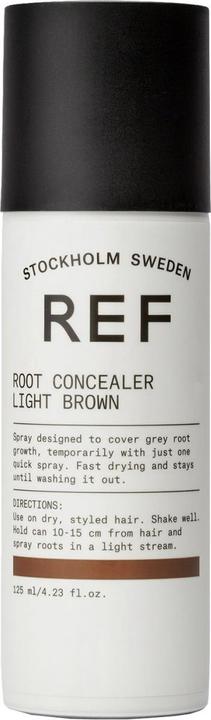 STOCKHOLM SWEDEN
REF
ROOT CONCEALER
LIGHT BROWN
Spray designed to cover grey root
growth, temporarily with just one
quick spray. Fast drying and stays
until washing it out.
DIRECTIONS:
Use on dry, styled hair. Shake well.
Hold can 10-15 cm from hair and
spray roots in a light stream.
125 ml/4.23 fl.oz.